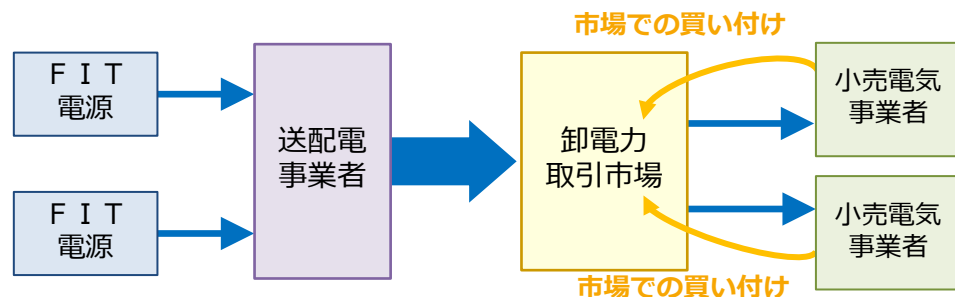 市場での買い付け
ＦＩＴ
電源
送配電
事業者
卸電力
取引市場
小売電気
事業者
ＦＩＴ
電源
小売電気
事業者
市場での買い付け